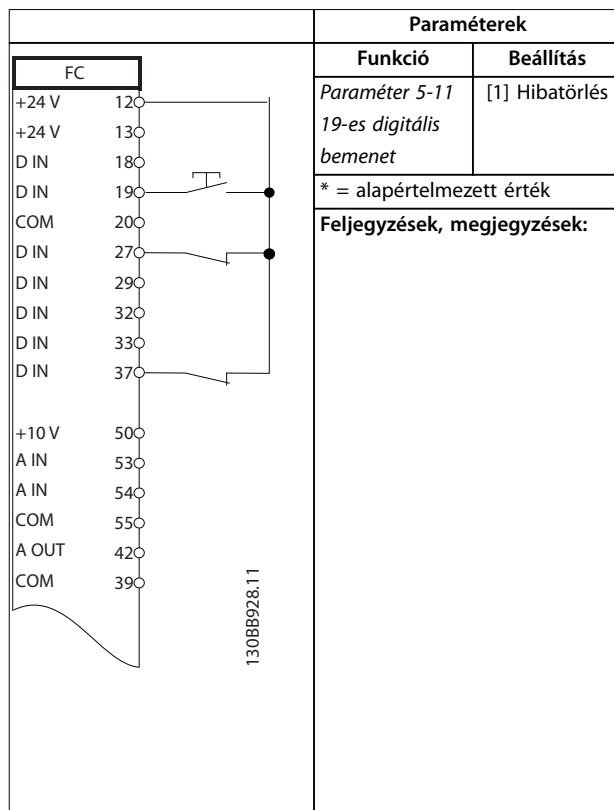 FC
+24 V 12
+24 V 13
D IN 18
D IN 19
COM 20
D IN 27
D IN 29
D IN 32
D IN 33
D IN 37
+10 V 50
A IN 53
A IN 54
COM 55
A OUT 42
COM 39
130BB928.11
Paraméterek
Funkció Beállítás
Paraméter 5-11 [1] Hibatörlés
19-es digitális
bemenet
* = alapértelmezett érték
Feljegyzések, megjegyzések: